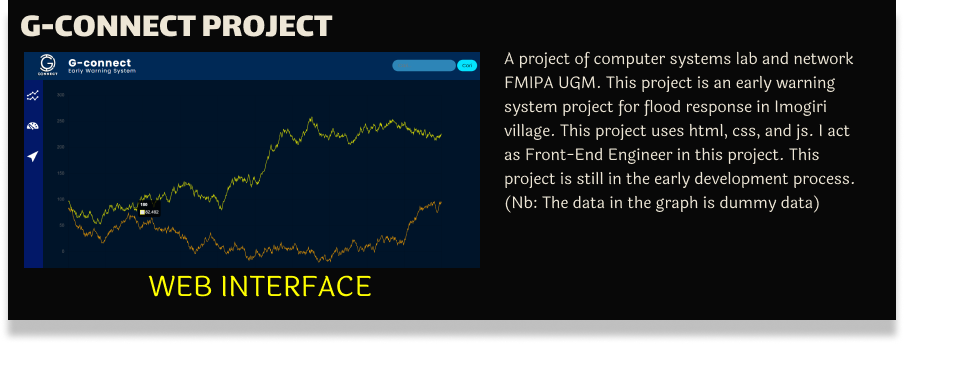 G-CONNECT PROJECT
CONNECT
G-connect
Early Warning System
A project of computer systems lab and network
FMIPA UGM. This project is an early warning
system project for flood response in Imogiri
village. This project uses html, css, and js. I act
as Front-End Engineer in this project. This
project is still in the early development process.
(Nb: The data in the graph is dummy data)
300
250
200
150
100
50
0
WEB INTERFACE